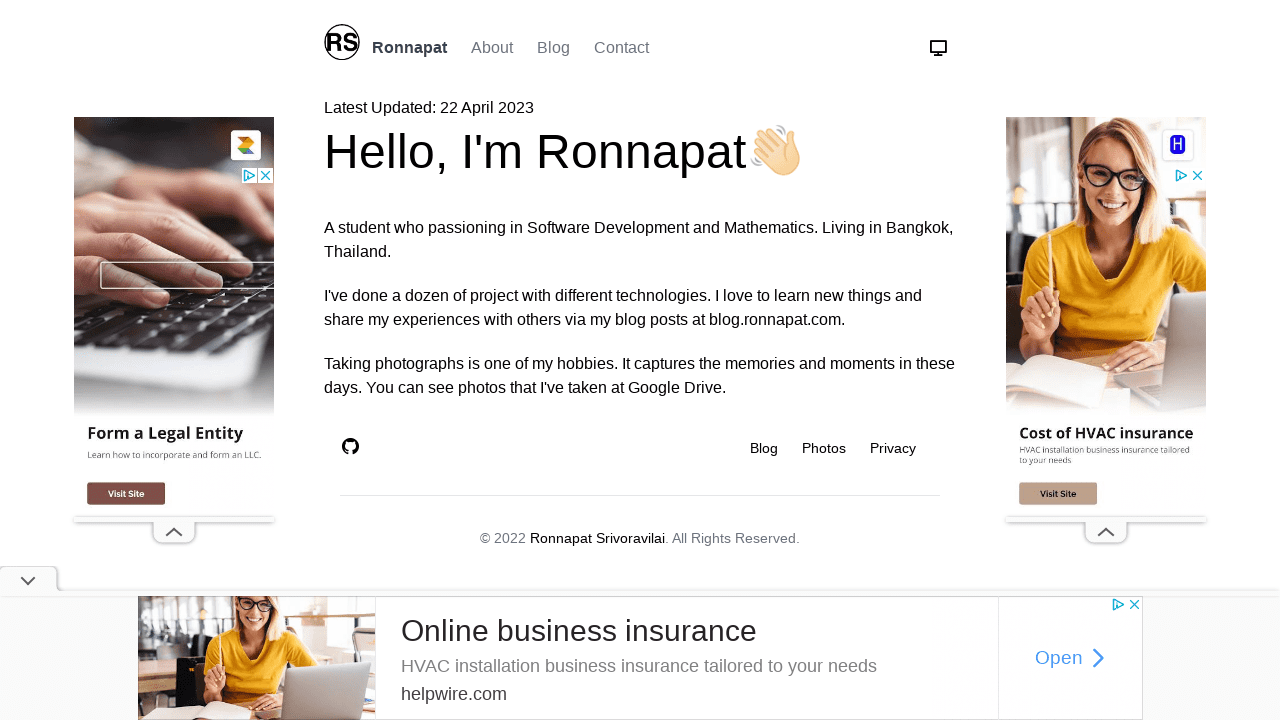 RS Ronnapat About Blog Contact
Latest Updated: 22 April 2023
Hello, I'm Ronnapat👋🏻
A student who passioning in Software Development and Mathematics. Living in Bangkok,
Thailand.
I've done a dozen of project with different technologies. I love to learn new things and
share my experiences with others via my blog posts at blog.ronnapat.com.
Taking photographs is one of my hobbies. It captures the memories and moments in these
days. You can see photos that I've taken at Google Drive.
Blog Photos Privacy
© 2022 Ronnapat Srivoravilai. All Rights Reserved.
Form a Legal Entity
Learn how to incorporate and form an LLC.
Visit Site
H
Cost of HVAC insurance
HVAC installation business insurance tailored
to your needs
Visit Site
Online business insurance
HVAC installation business insurance tailored to your needs
helpwire.com
Open